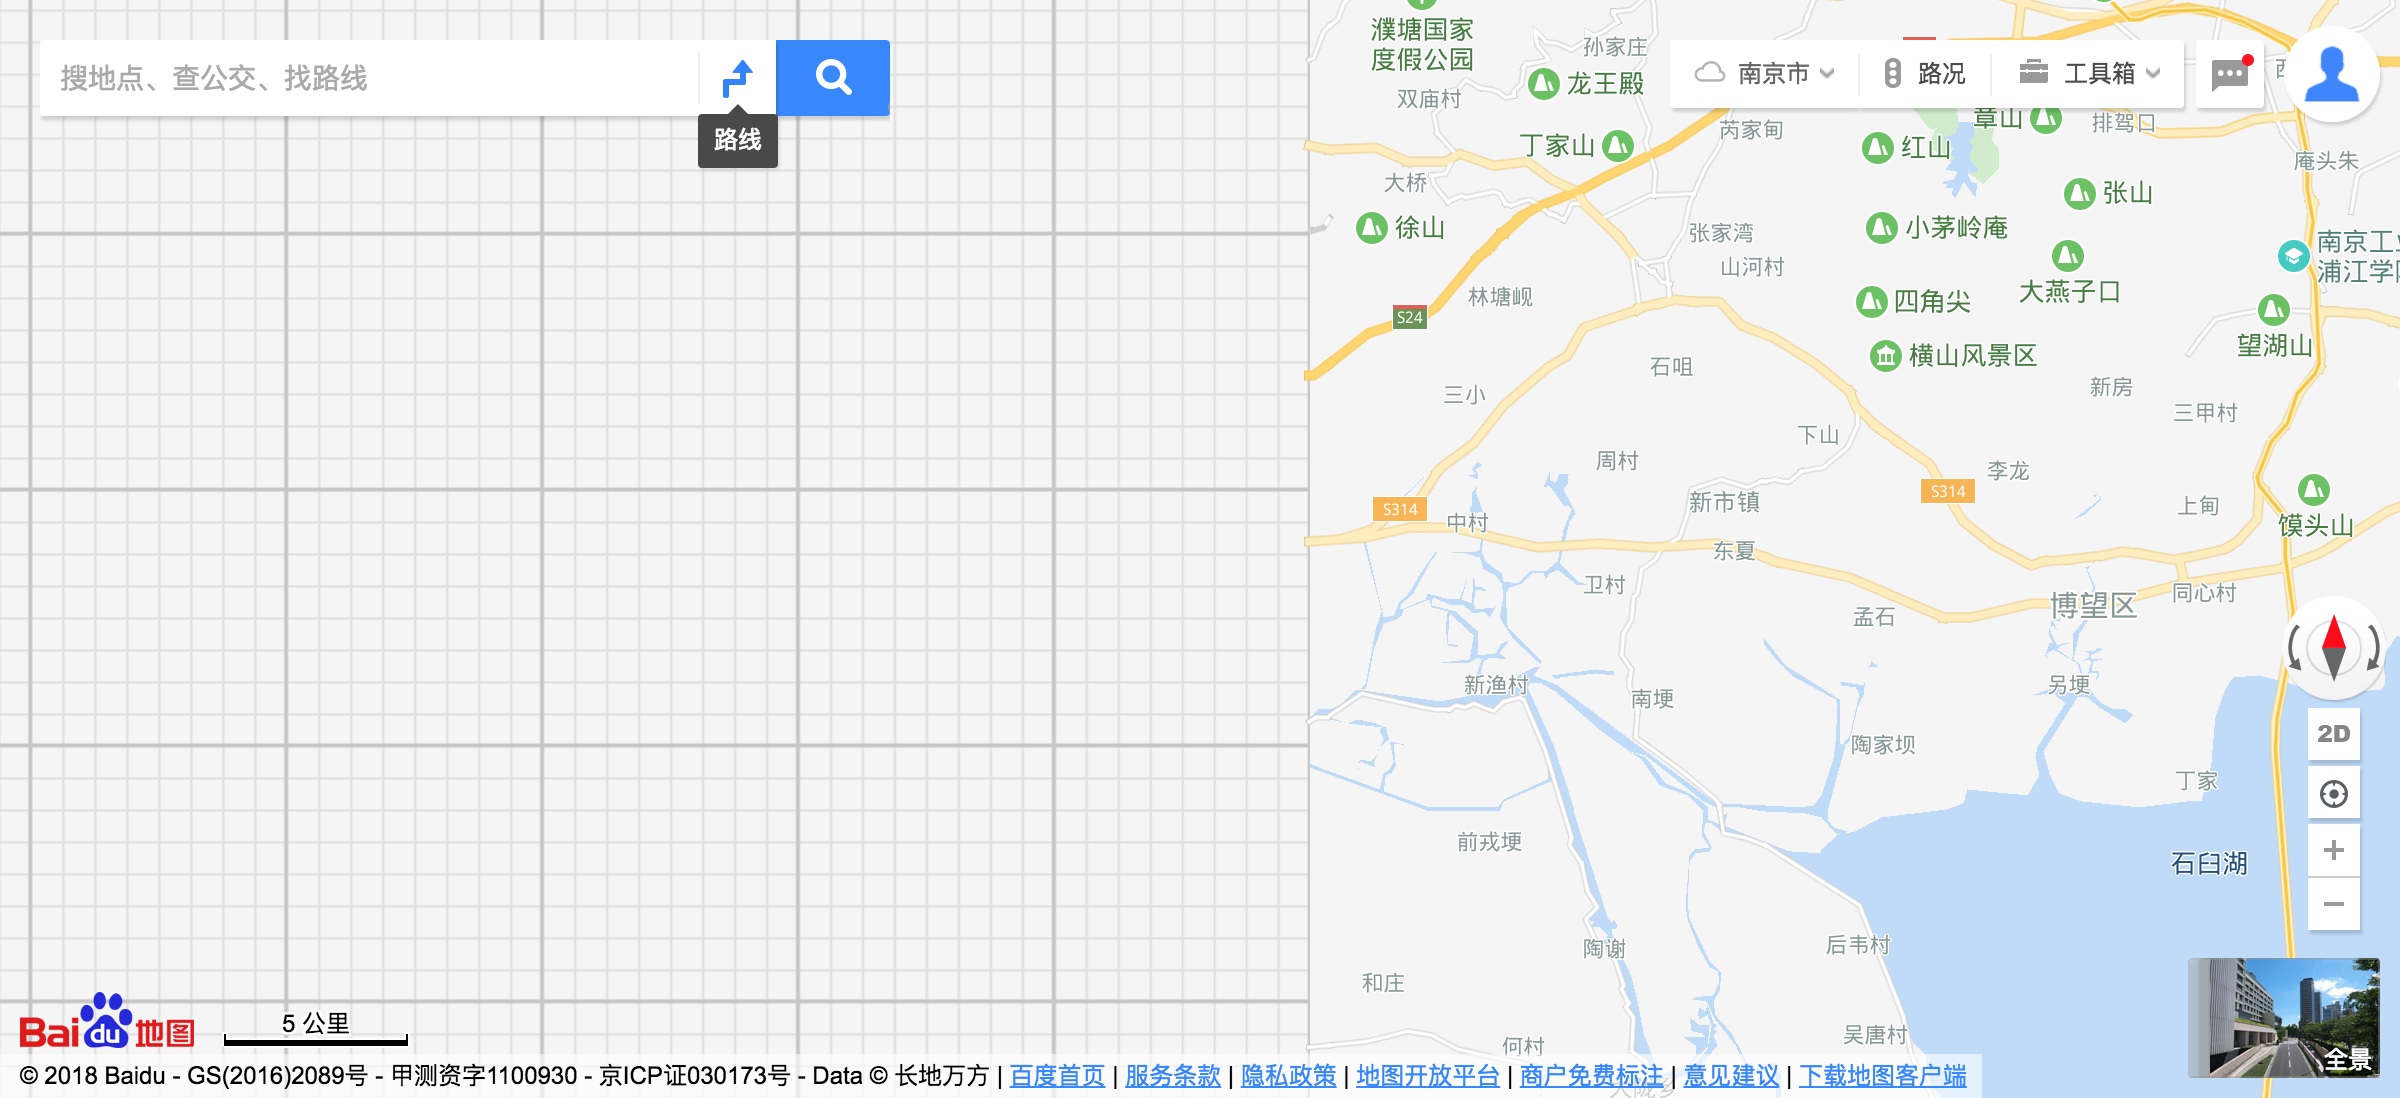 搜地点、查公交、找路线
路线
南京市
路况
工具箱
濮塘国家
度假公园
孙家庄
龙王殿
双庙村
丁家山
芮家甸
红山
章山
排驾口
庵头朱
大桥
张山
徐山
张家湾
小茅岭庵
南京工
浦江学
山河村
大燕子口
林塘岘
四角尖
S24
望湖山
横山风景区
石咀
三小
新房
三甲村
下山
周村
李龙
S314
S314
新市镇
上甸
中村
馍头山
东夏
卫村
同心村
博望区
孟石
新渔村
南埂
另埂
2D
陶家坝
丁家
前戎埂
石臼湖
后韦村
陶谢
和庄
吴唐村
何村
全景
Bai du 地图
5 公里
© 2018 Baidu - GS(2016)2089号 - 甲测资字1100930 - 京ICP证030173号 - Data © 长地万方 | 百度首页 | 服务条款 | 隐私政策 | 地图开放平台 | 商户免费标注 | 意见建议 | 下载地图客户端